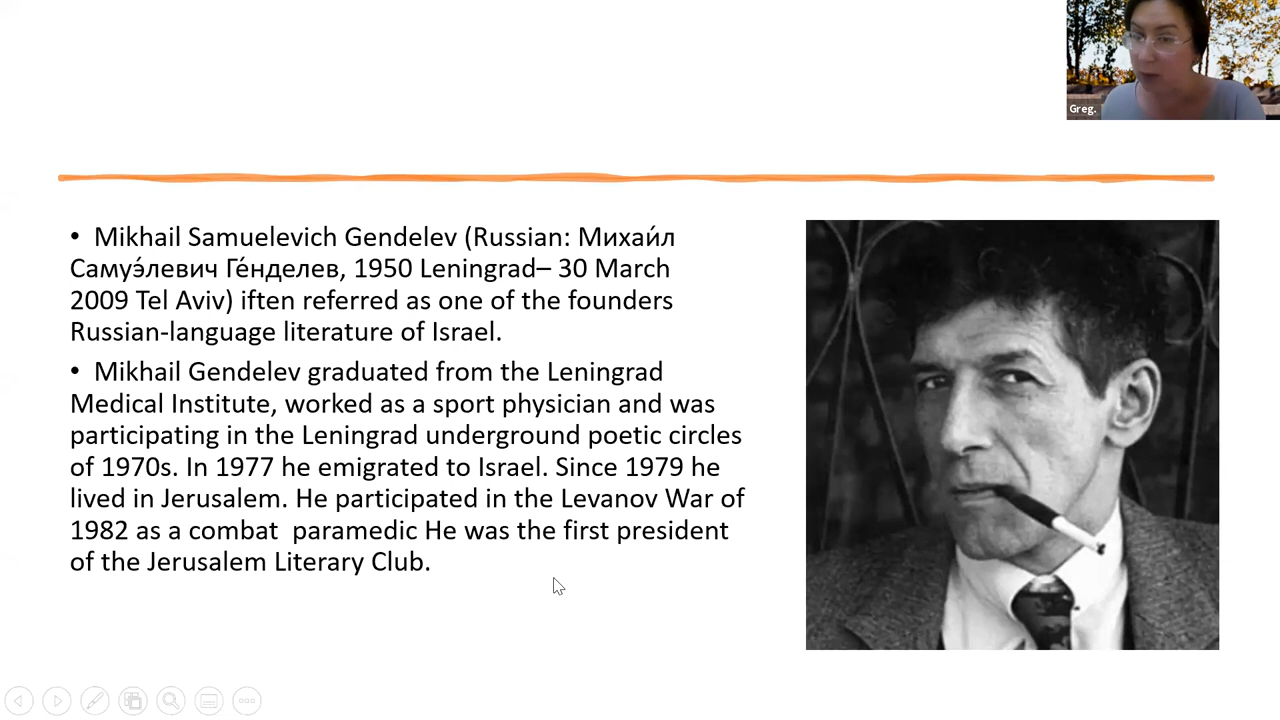 Greg.
• Mikhail Samuelevich Gendelev (Russian: Михаи́л
Саму́э́левич Ге́нделев, 1950 Leningrad– 30 March
2009 Tel Aviv) iften referred as one of the founders
Russian-language literature of Israel.
• Mikhail Gendelev graduated from the Leningrad
Medical Institute, worked as a sport physician and was
participating in the Leningrad underground poetic circles
of 1970s. In 1977 he emigrated to Israel. Since 1979 he
lived in Jerusalem. He participated in the Levanov War of
1982 as a combat  paramedic He was the first president
of the Jerusalem Literary Club.